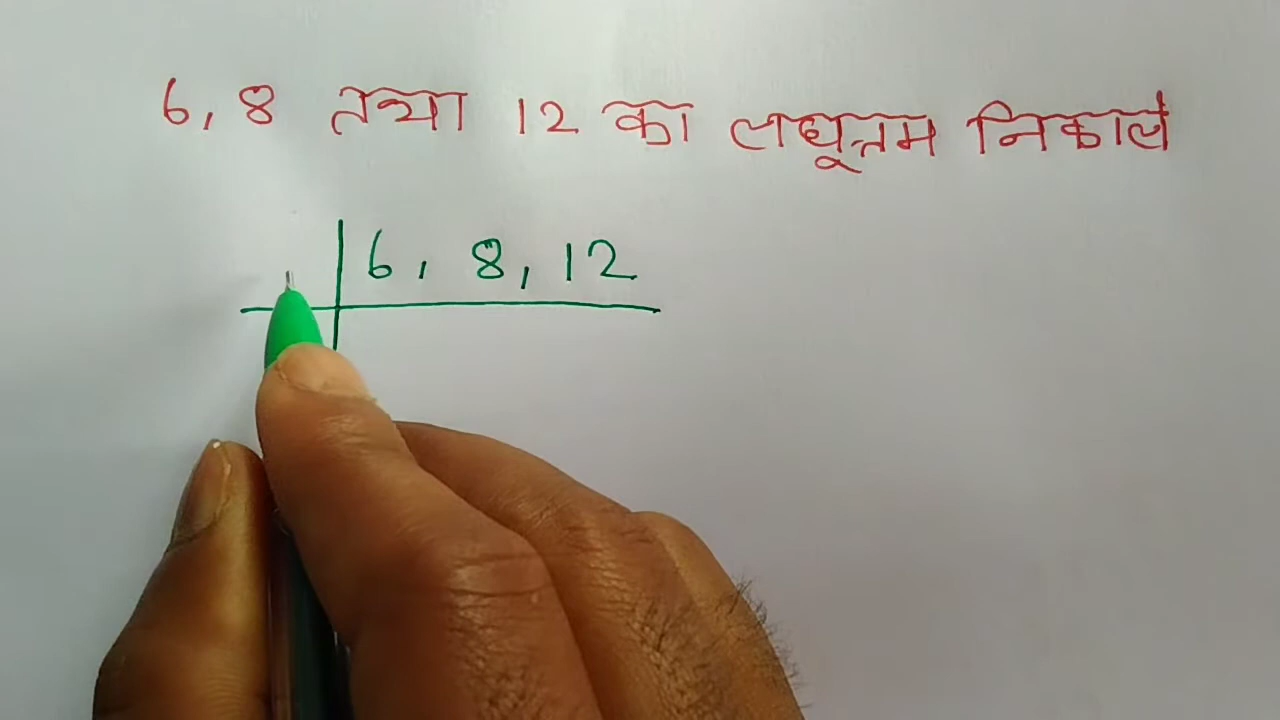 6, 8 तथा 12 का लघूत्तम निकाले
6, 8, 12